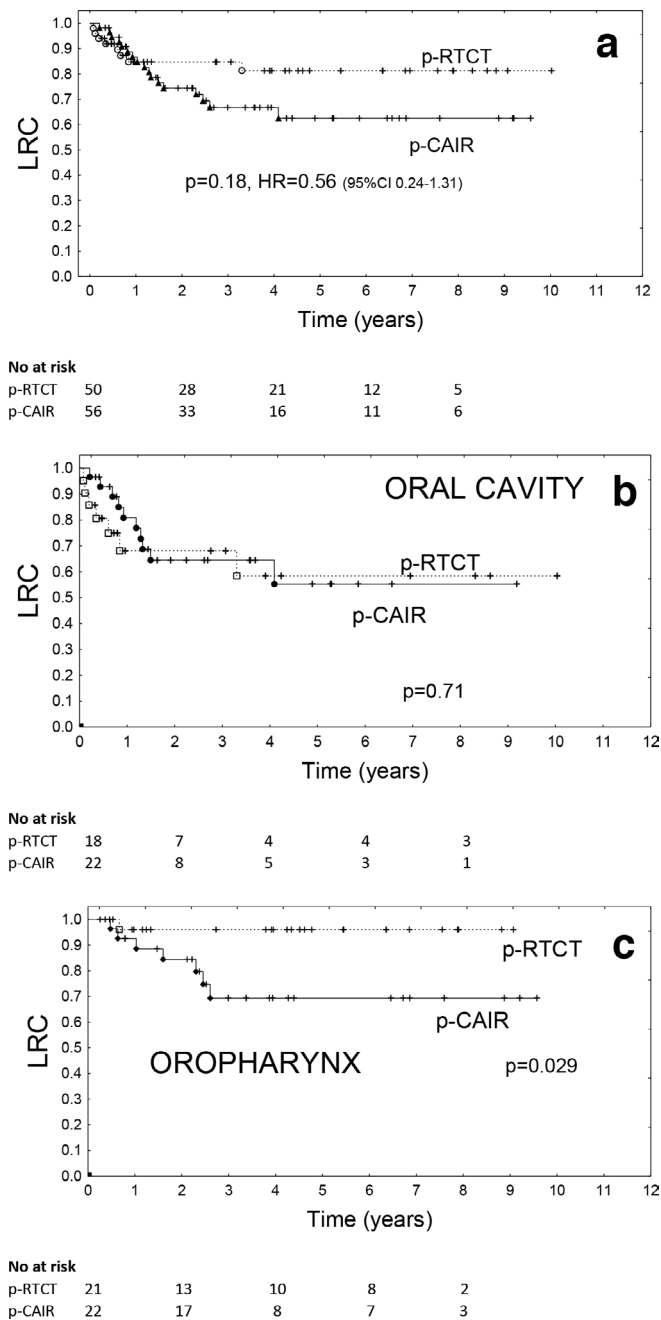 a
1.0
0.9
0.8
0.7
0.6
0.5
0.4
0.3
0.2
0.1
0.0
LRC
p-RTCT
p-CAIR
p=0.18, HR=0.56 (95%CI 0.24-1.31)
0 1 2 3 4 5 6 7 8 9 10 11 12
Time (years)
No at risk
p-RTCT 50 28 21 12 5
p-CAIR 56 33 16 11 6
ORAL CAVITY b
1.0
0.9
0.8
0.7
0.6
0.5
0.4
0.3
0.2
0.1
0.0
LRC
p-RTCT
p-CAIR
p=0.71
0 1 2 3 4 5 6 7 8 9 10 11 12
Time (years)
No at risk
p-RTCT 18 7 4 4 3
p-CAIR 22 8 5 3 1
c
1.0
0.9
0.8
0.7
0.6
0.5
0.4
0.3
0.2
0.1
0.0
LRC
p-RTCT
p-CAIR
OROPHARYNX
p=0.029
0 1 2 3 4 5 6 7 8 9 10 11 12
Time (years)
No at risk
p-RTCT 21 13 10 8 2
p-CAIR 22 17 8 7 3